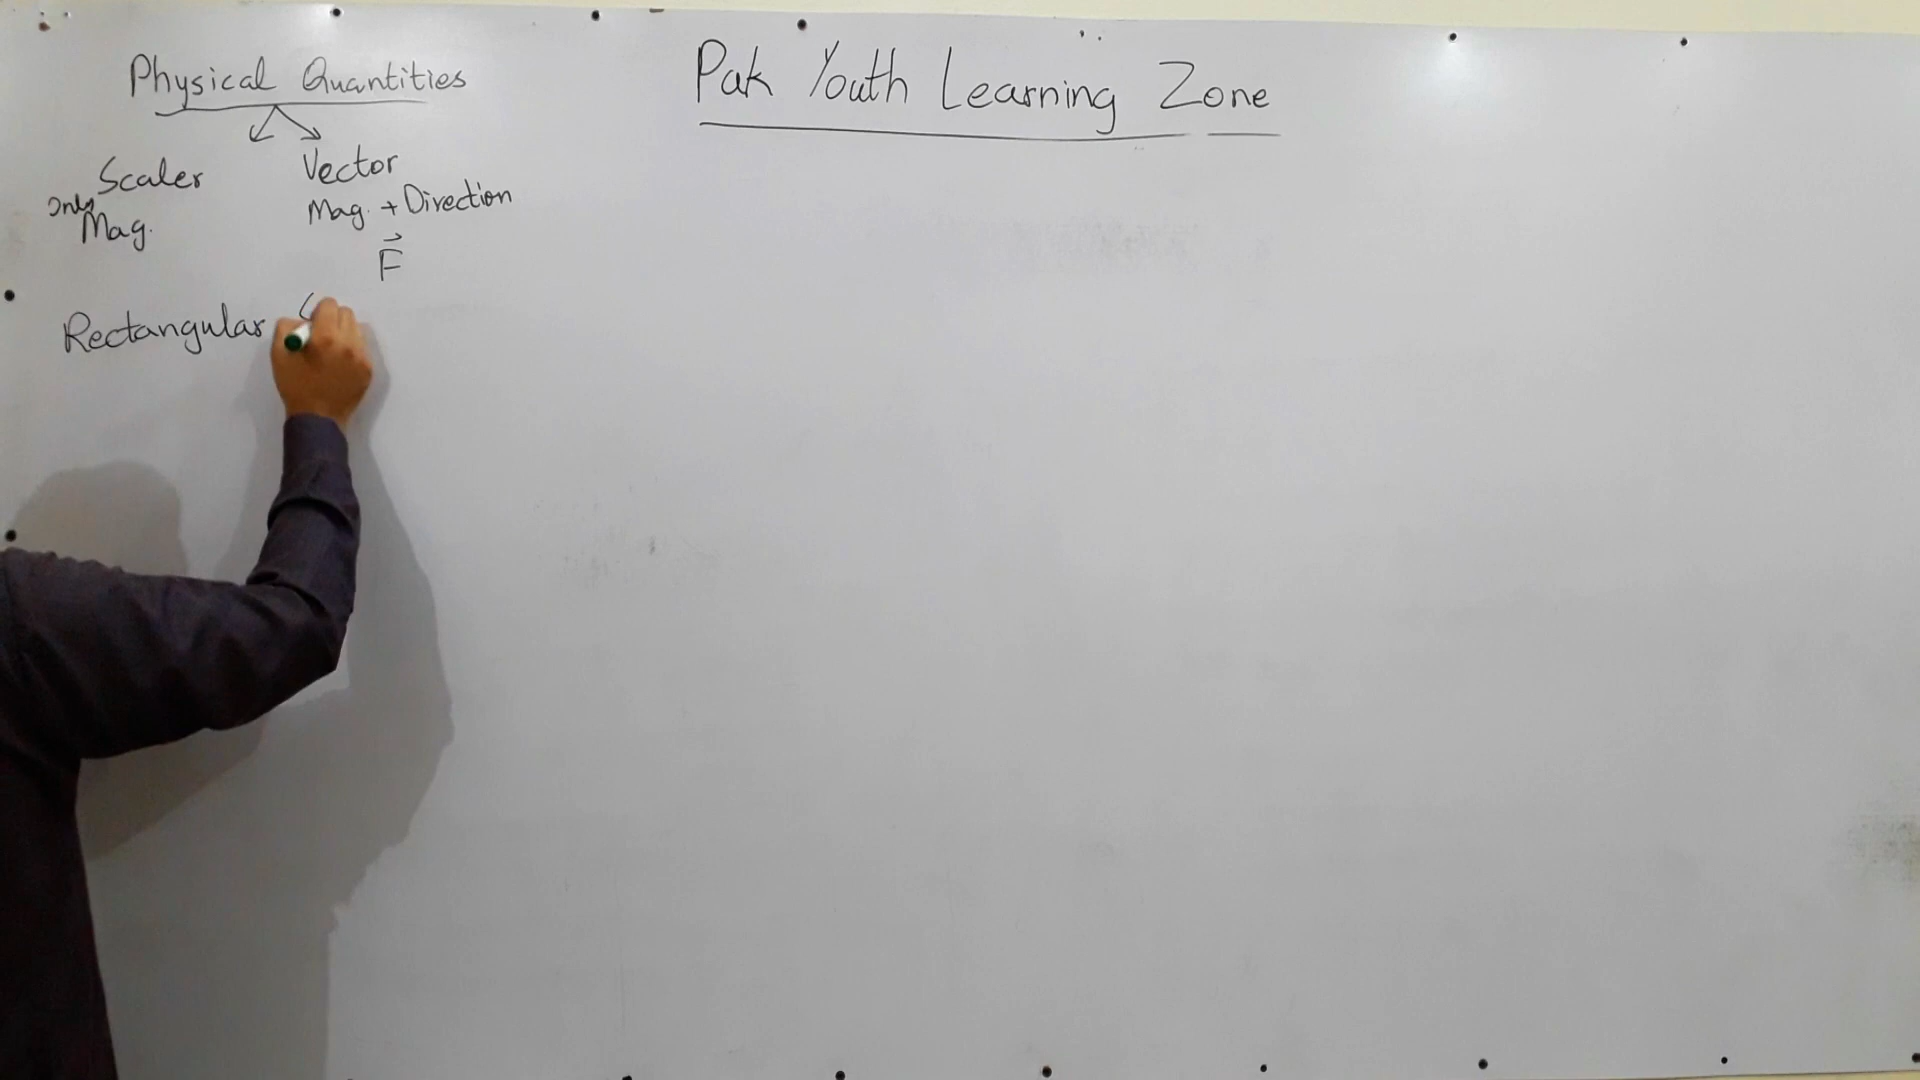 Pak Youth Learning Zone
Physical Quantities
Scaler
Only
Mag.
Vector
Mag. + Direction
F⃗
Rectangular